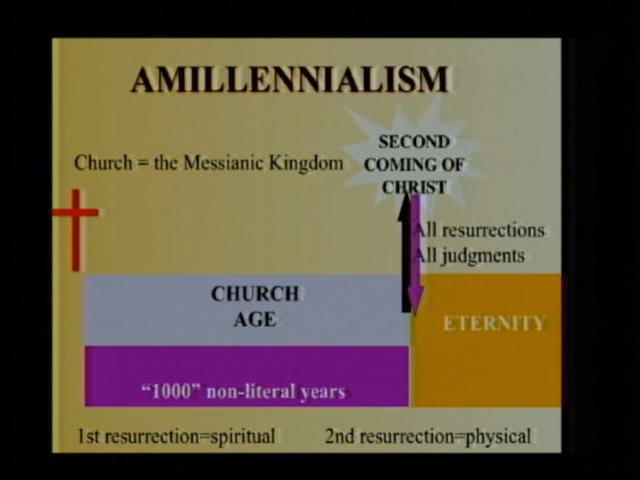 AMILLENNIALISM
Church = the Messianic Kingdom
SECOND
COMING OF
CHRIST
All resurrections
All judgments
CHURCH
AGE
ETERNITY
“1000” non-literal years
1st resurrection=spiritual
2nd resurrection=physical